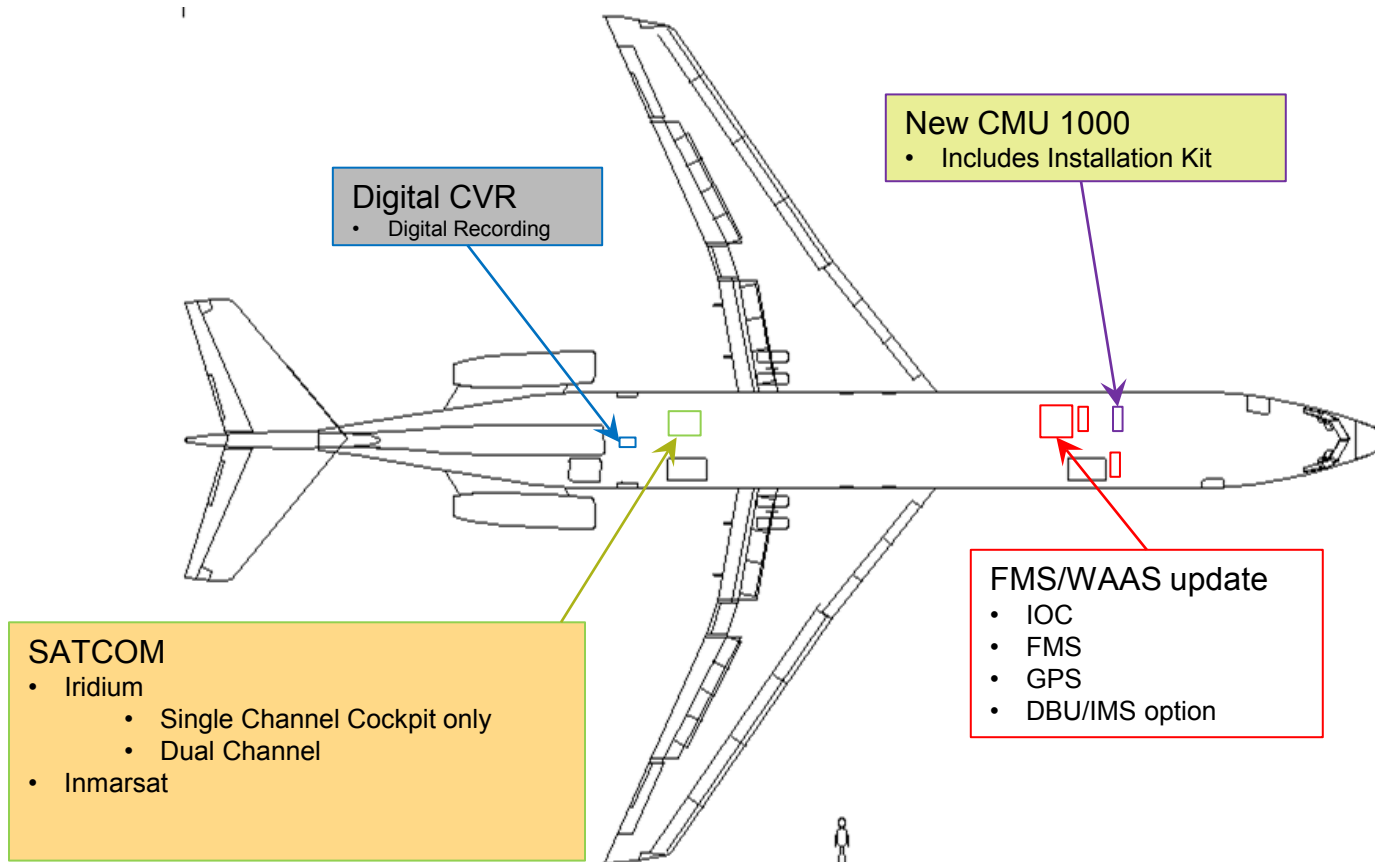 New CMU 1000
• Includes Installation Kit
Digital CVR
• Digital Recording
FMS/WAAS update
• IOC
• FMS
• GPS
• DBU/IMS option
SATCOM
• Iridium
• Single Channel Cockpit only
• Dual Channel
• Inmarsat